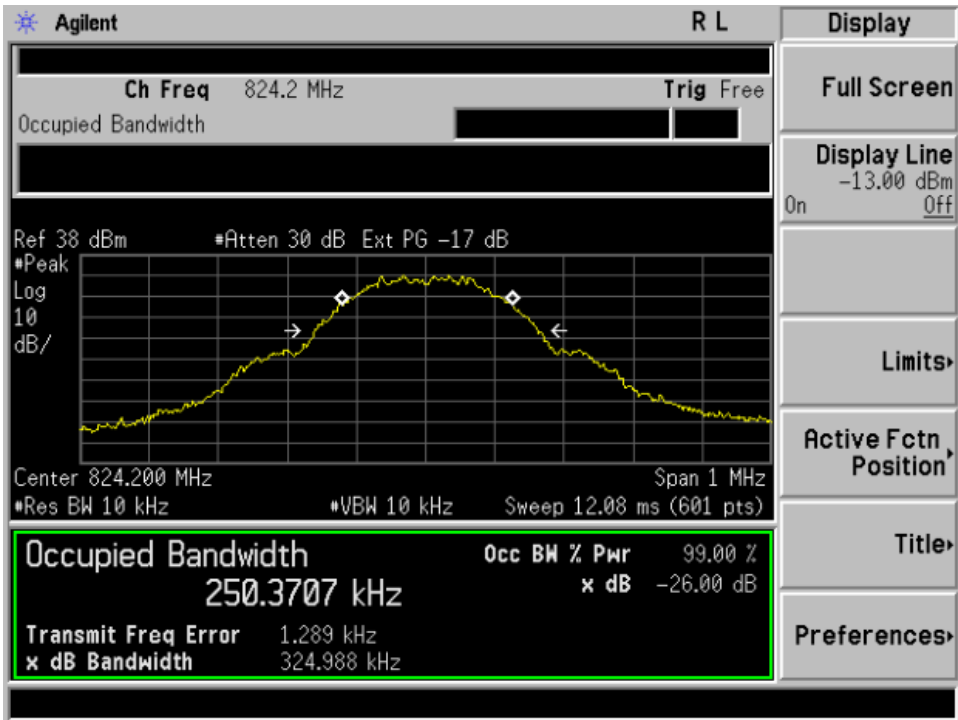 Agilent R L Display
Ch Freq 824.2 MHz Trig Free
Occupied Bandwidth
Full Screen
Display Line
-13.00 dBm
On Off
Ref 38 dBm #Atten 30 dB Ext PG -17 dB
#Peak
Log
10
dB/
Limits
Active Fctn
Position
Center 824.200 MHz Span 1 MHz
#Res BW 10 kHz #VBW 10 kHz Sweep 12.08 ms (601 pts)
Occupied Bandwidth Occ BW % Pwr 99.00 %
250.3707 kHz x dB -26.00 dB
Transmit Freq Error 1.289 kHz
x dB Bandwidth 324.988 kHz
Title
Preferences